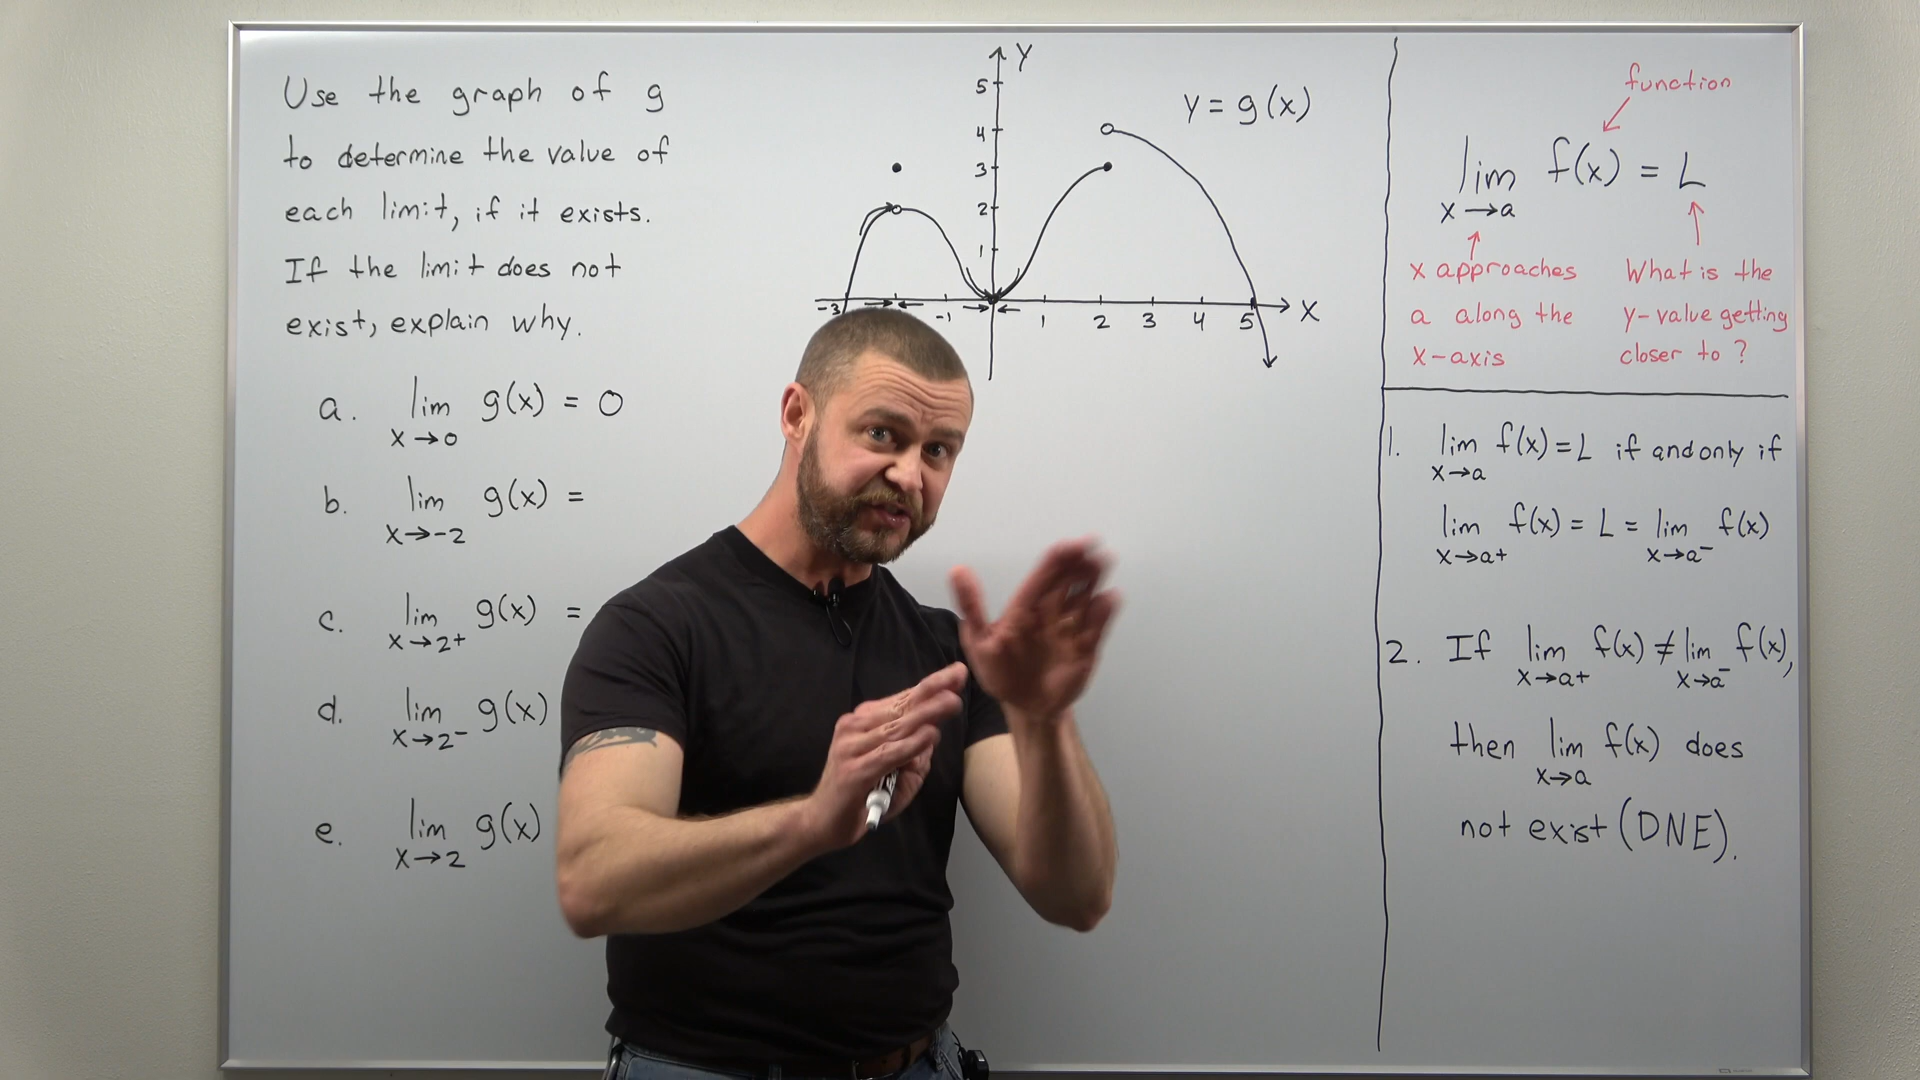 Use the graph of g
to determine the value of
each limit, if it exists.
If the limit does not
exist, explain why.
a. lim g(x) = 0
x→0
b. lim g(x) =
x→-2
c. lim g(x) =
x→2+
d. lim g(x)
x→2-
e. lim g(x)
x→2
Y
5
4
3
2
1
y = g(x)
-3 -1 1 2 3 4 5 X
function
lim f(x) = L
x→a
x approaches
a along the
x-axis
What is the
y-value getting
closer to ?
1. lim f(x) = L if and only if
x→a
lim f(x) = L = lim f(x)
x→a+ x→a-
2. If lim f(x) ≠ lim f(x),
x→a+ x→a-
then lim f(x) does
x→a
not exist (DNE).